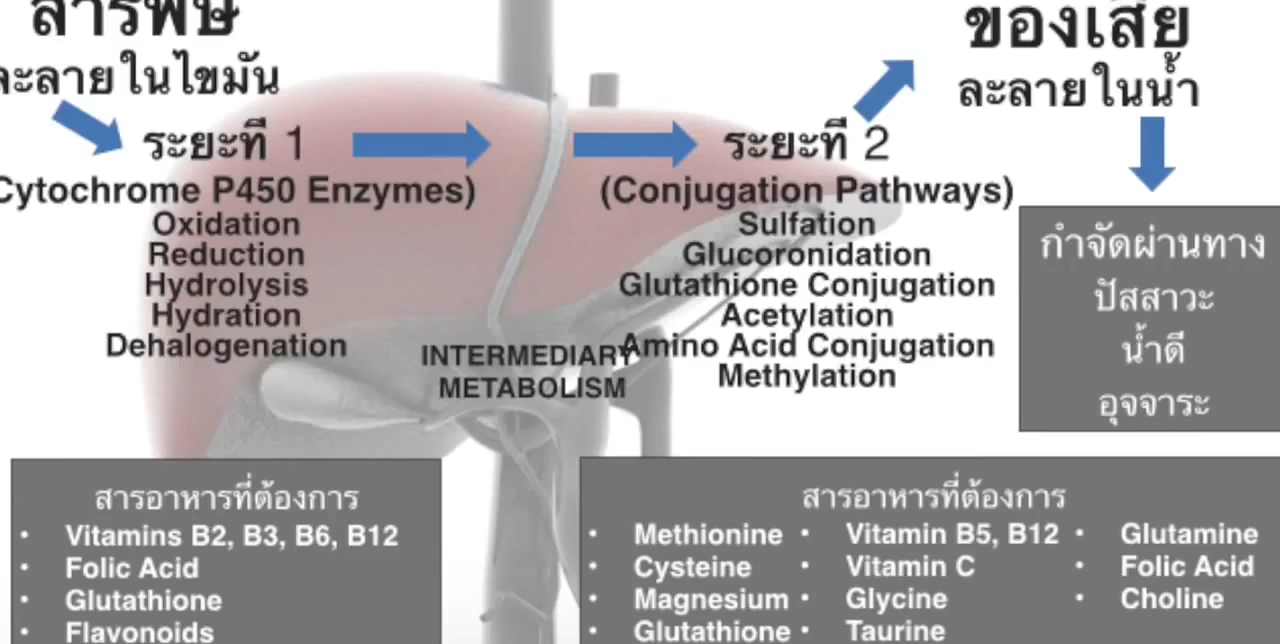 สารพิษ
ละลายในไขมัน
ระยะที่ 1
Cytochrome P450 Enzymes)
Oxidation
Reduction
Hydrolysis
Hydration
Dehalogenation
INTERMEDIARY
METABOLISM
ระยะที่ 2
(Conjugation Pathways)
Sulfation
Glucoronidation
Glutathione Conjugation
Acetylation
Amino Acid Conjugation
Methylation
ของเสีย
ละลายในน้ำ
กำจัดผ่านทาง
ปัสสาวะ
น้ำดี
อุจจาระ
สารอาหารที่ต้องการ
• Vitamins B2, B3, B6, B12
• Folic Acid
• Glutathione
• Flavonoids
สารอาหารที่ต้องการ
• Methionine
• Cysteine
• Magnesium
• Glutathione
• Vitamin B5, B12
• Vitamin C
• Glycine
• Taurine
• Glutamine
• Folic Acid
• Choline